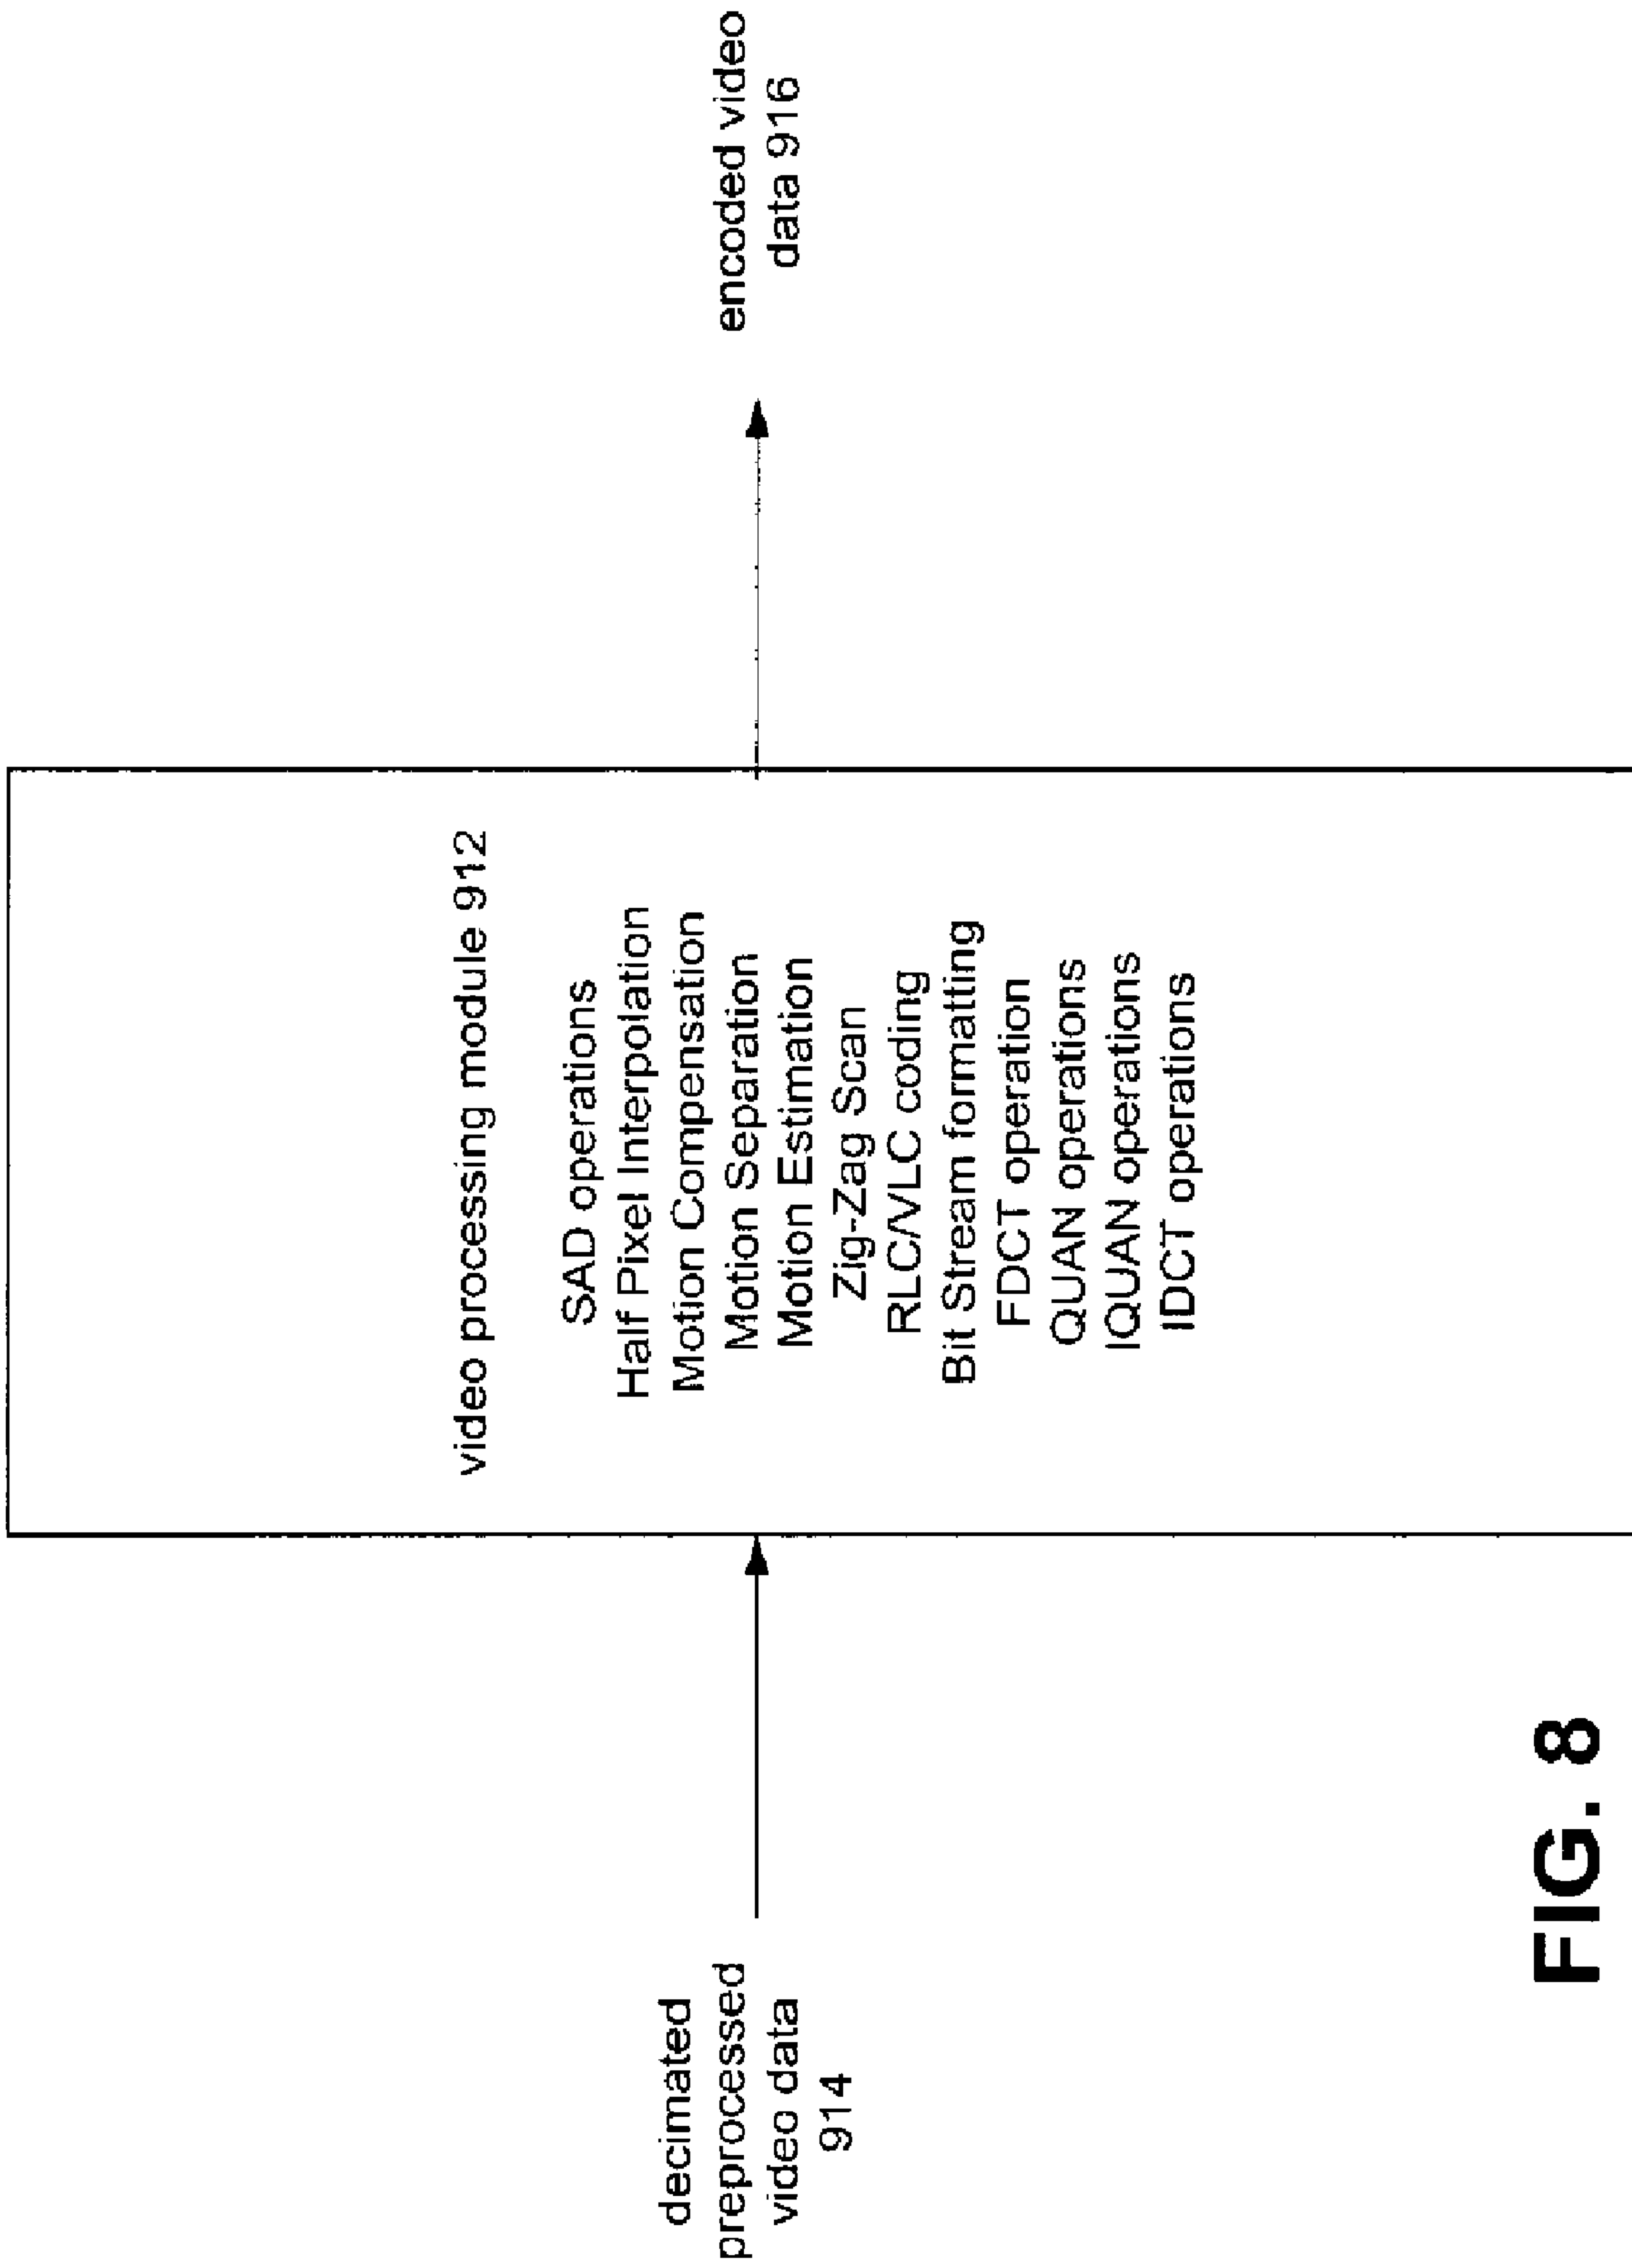 decimated
preprocessed
video data
914
video processing module 912
SAD operations
Half Pixel Interpolation
Motion Compensation
Motion Separation
Motion Estimation
Zig-Zag Scan
RLC/VLC coding
Bit Stream formatting
FDCT operation
QUAN operations
IQUAN operations
IDCT operations
encoded video
data 916
FIG. 8